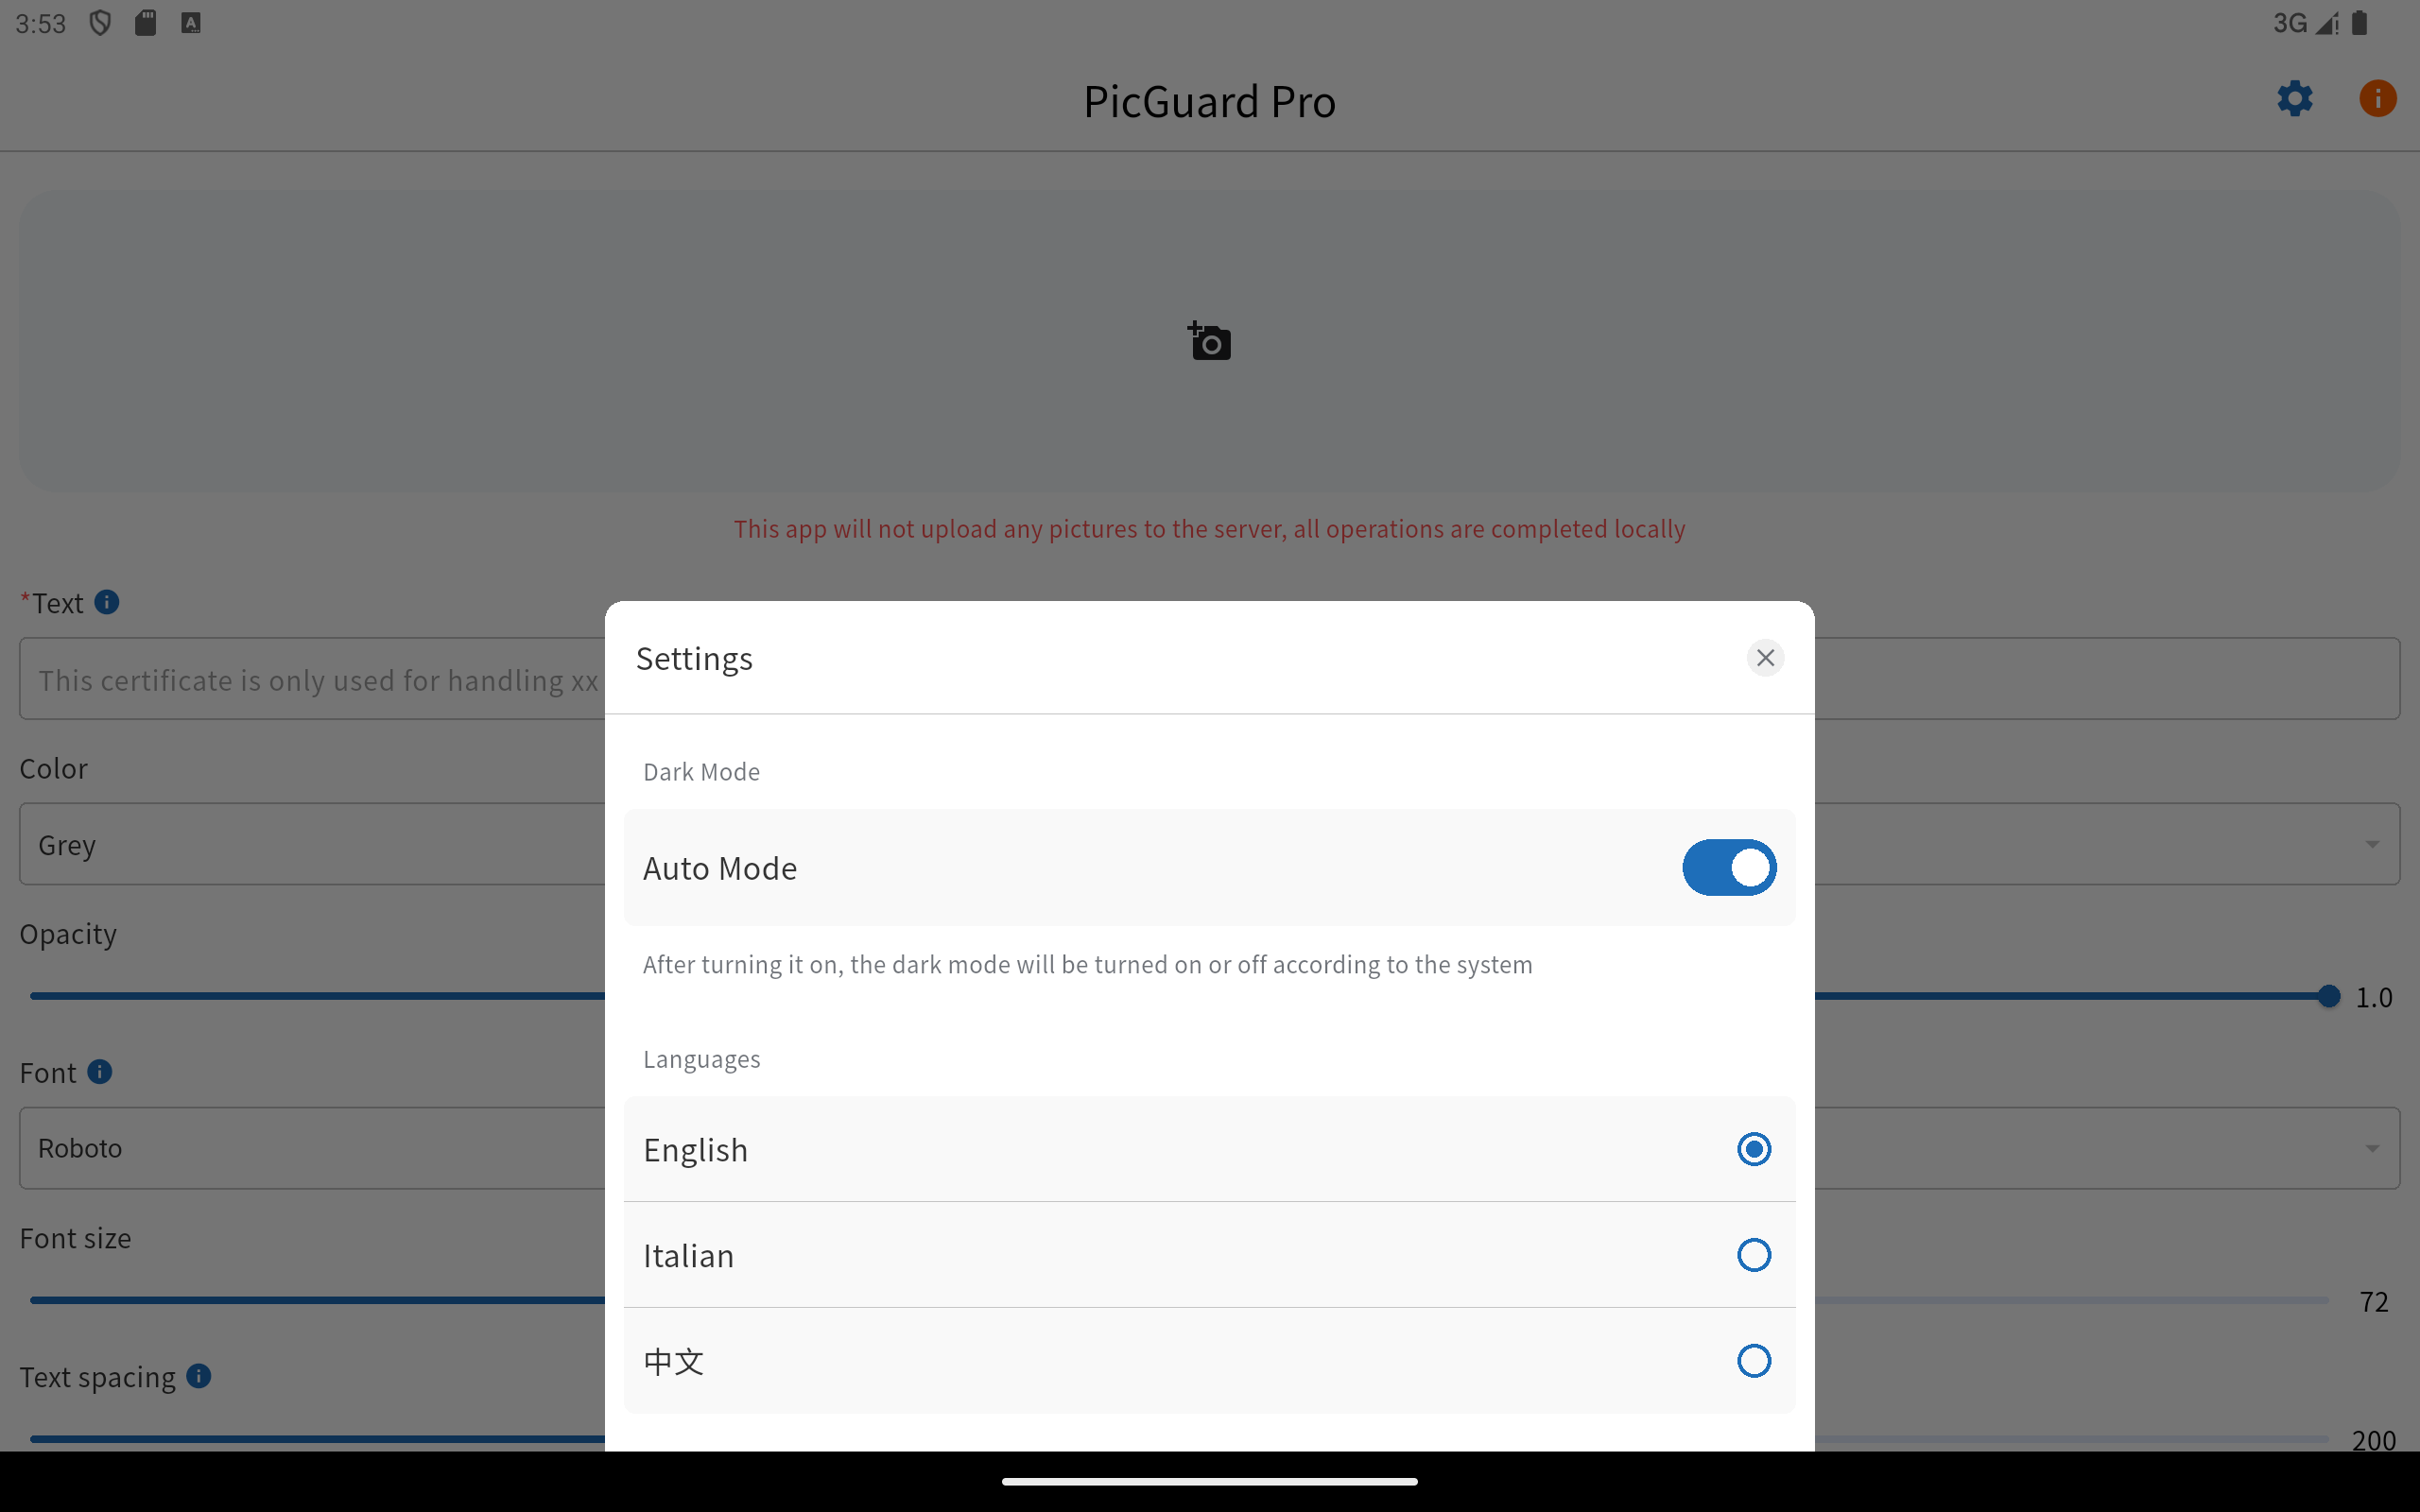 3:53
3G
PicGuard Pro
This app will not upload any pictures to the server, all operations are completed locally
*Text
This certificate is only used for handling xx
Color
Grey
Opacity
1.0
Font
Roboto
Font size
72
Text spacing
200
Settings
Dark Mode
Auto Mode
After turning it on, the dark mode will be turned on or off according to the system
Languages
English
Italian
中文